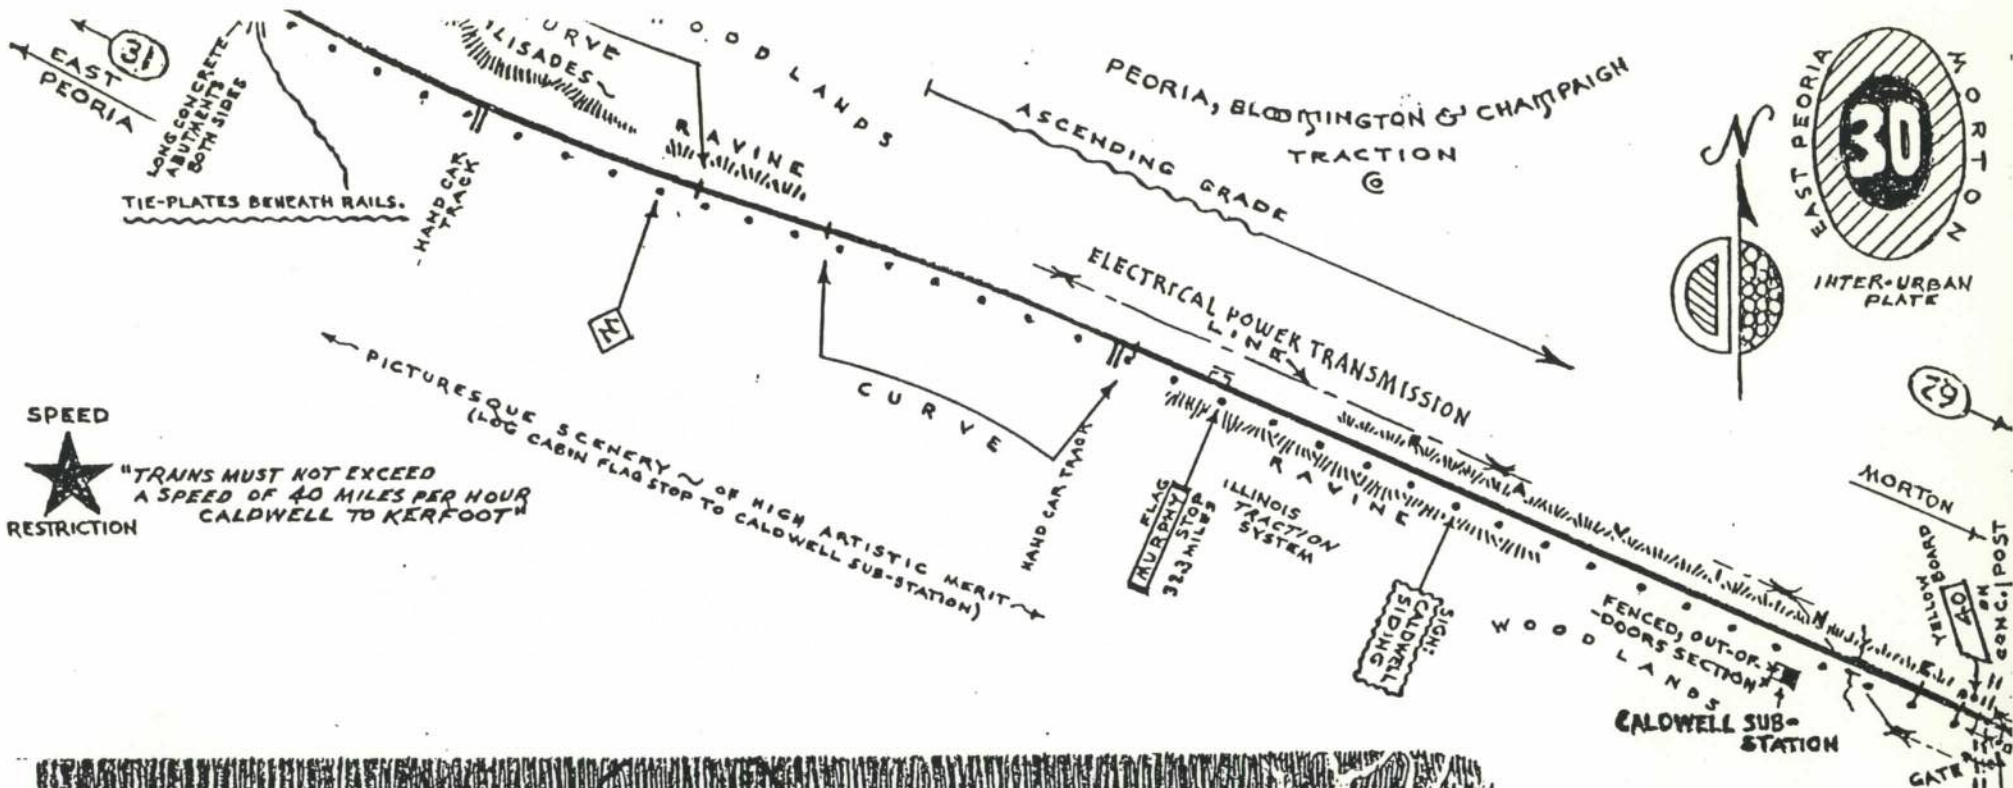 31
EAST
PEORIA
LONG CONCRETE
ABUTMENTS
BOTH SIDES
TIE-PLATES BENEATH RAILS.
HAND CAR
TRACK
URVE
LISADES
RAVINE
WOODLANDS
ASCENDING GRADE
PEORIA, BLOOMINGTON & CHAMPAIGN
TRACTION
CO
N
EAST PEORIA
30
MORTON
INTER-URBAN
PLATE
ELECTRICAL POWER TRANSMISSION
LINE
29
MORTON
SPEED
RESTRICTION
"TRAINS MUST NOT EXCEED
A SPEED OF 40 MILES PER HOUR
CALDWELL TO KERFOOT"
PICTURESQUE SCENERY ~ OF HIGH ARTISTIC MERIT
(LOG CABIN FLAG STOP TO CALDWELL SUB-STATION)
CURVE
HAND CAR TRACK
FLAG
STOP
MURPHY
32.3 MILES
ILLINOIS
TRACTION
SYSTEM
RAVINE
RAVINE
SIGN:
CALDWELL
SIDING
WOODLANDS
FENCED, OUT-OF-
DOORS SECTION
CALDWELL SUB-
STATION
YELLOW
BOARD
40
ON
CONC. POST
GATE